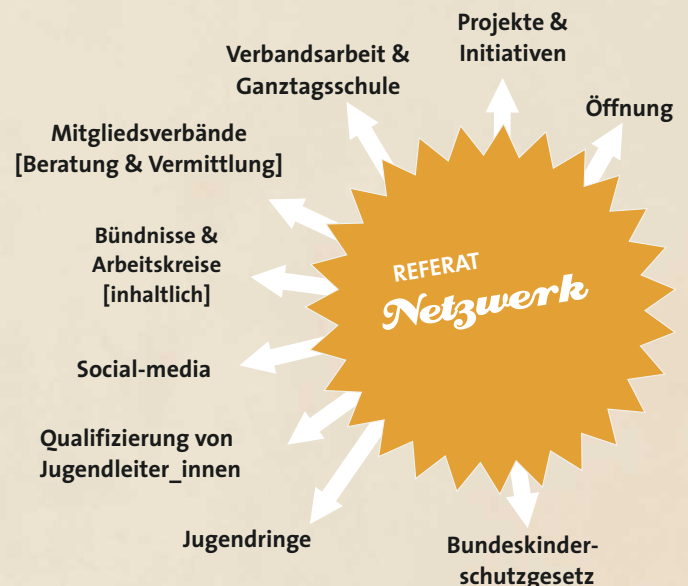 Projekte &
Initiativen
Verbandsarbeit &
Ganztagsschule
Öffnung
Mitgliedsverbände
[Beratung & Vermittlung]
Bündnisse &
Arbeitskreise
[inhaltlich]
REFERAT
Netzwerk
Social-media
Qualifizierung von
Jugendleiter_innen
Jugendringe
Bundeskinder-
schutzgesetz